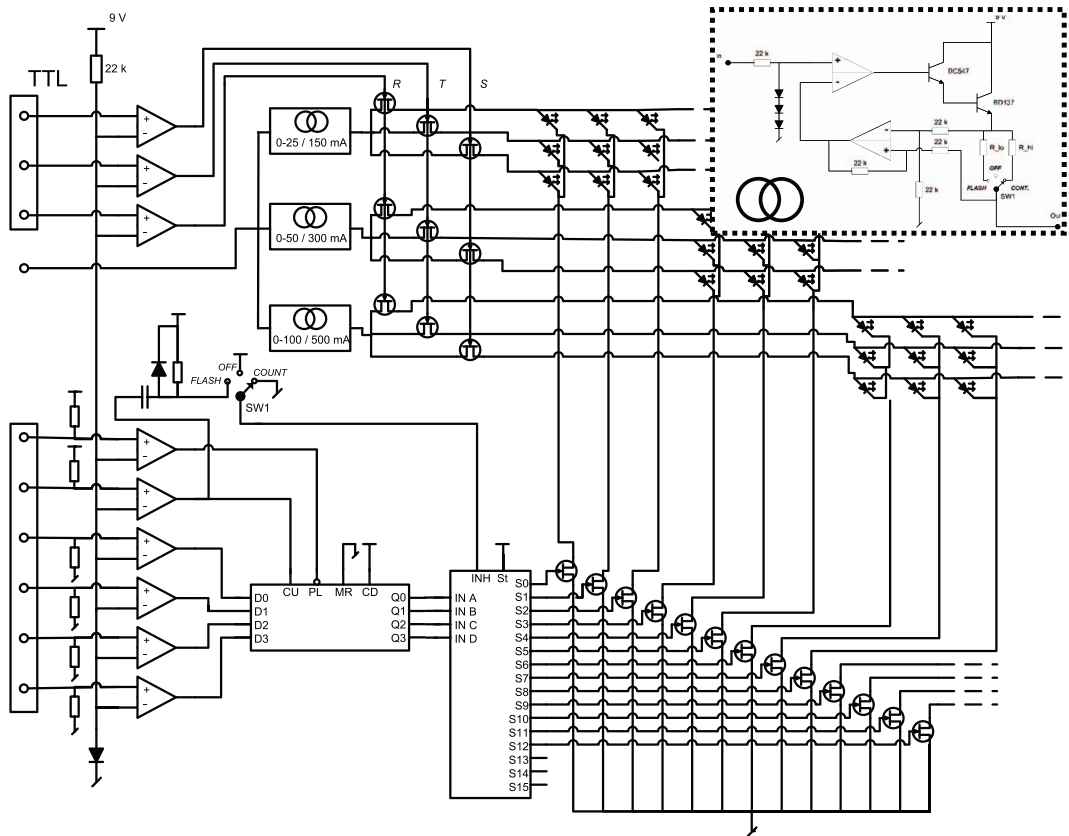 9 V
22 k
TTL
+
−
+
−
+
−
R T S
0-25 / 150 mA
0-50 / 300 mA
0-100 / 500 mA
9 V
In
22 k
+
-
BC547
BD137
-
+
22 k
22 k
22 k
22 k
R_lo
R_hi
OFF
FLASH
CONT.
SW1
Ou
OFF
FLASH
COUNT
SW1
+
−
+
−
+
−
+
−
+
−
+
−
CU PL MR CD
D0
D1
D2
D3
Q0
Q1
Q2
Q3
INH St
IN A
IN B
IN C
IN D
S0
S1
S2
S3
S4
S5
S6
S7
S8
S9
S10
S11
S12
S13
S14
S15